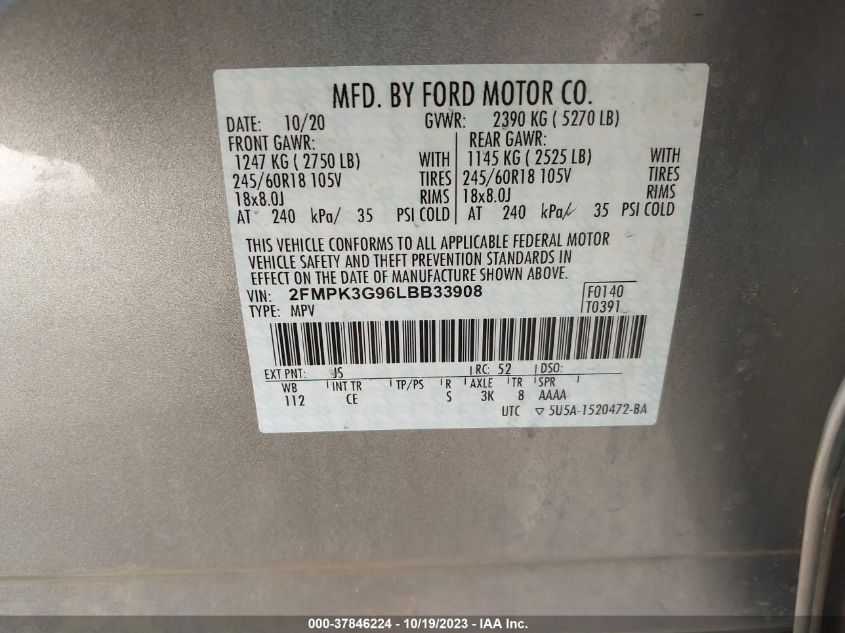 MFD. BY FORD MOTOR CO.
DATE: 10/20 GVWR: 2390 KG ( 5270 LB)
FRONT GAWR: REAR GAWR:
1247 KG ( 2750 LB) WITH 1145 KG ( 2525 LB) WITH
245/60R18 105V TIRES 245/60R18 105V TIRES
18x8.0J RIMS 18x8.0J RIMS
AT 240 kPa/ 35 PSI COLD AT 240 kPa/ 35 PSI COLD
THIS VEHICLE CONFORMS TO ALL APPLICABLE FEDERAL MOTOR
VEHICLE SAFETY AND THEFT PREVENTION STANDARDS IN
EFFECT ON THE DATE OF MANUFACTURE SHOWN ABOVE.
VIN: 2FMPK3G96LBB33908 F0140
TYPE: MPV T0391
EXT PNT: JS RC: 52 DSO:
WB INT TR TP/PS R AXLE TR SPR
112 CE S 3K 8 AAAA
UTC ▽ 5U5A-1520472-BA
000-37846224 - 10/19/2023 - IAA Inc.